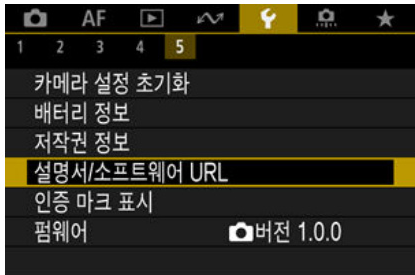 AF
1 2 3 4 5
카메라 설정 초기화
배터리 정보
저작권 정보
설명서/소프트웨어 URL
인증 마크 표시
펌웨어 버전 1.0.0